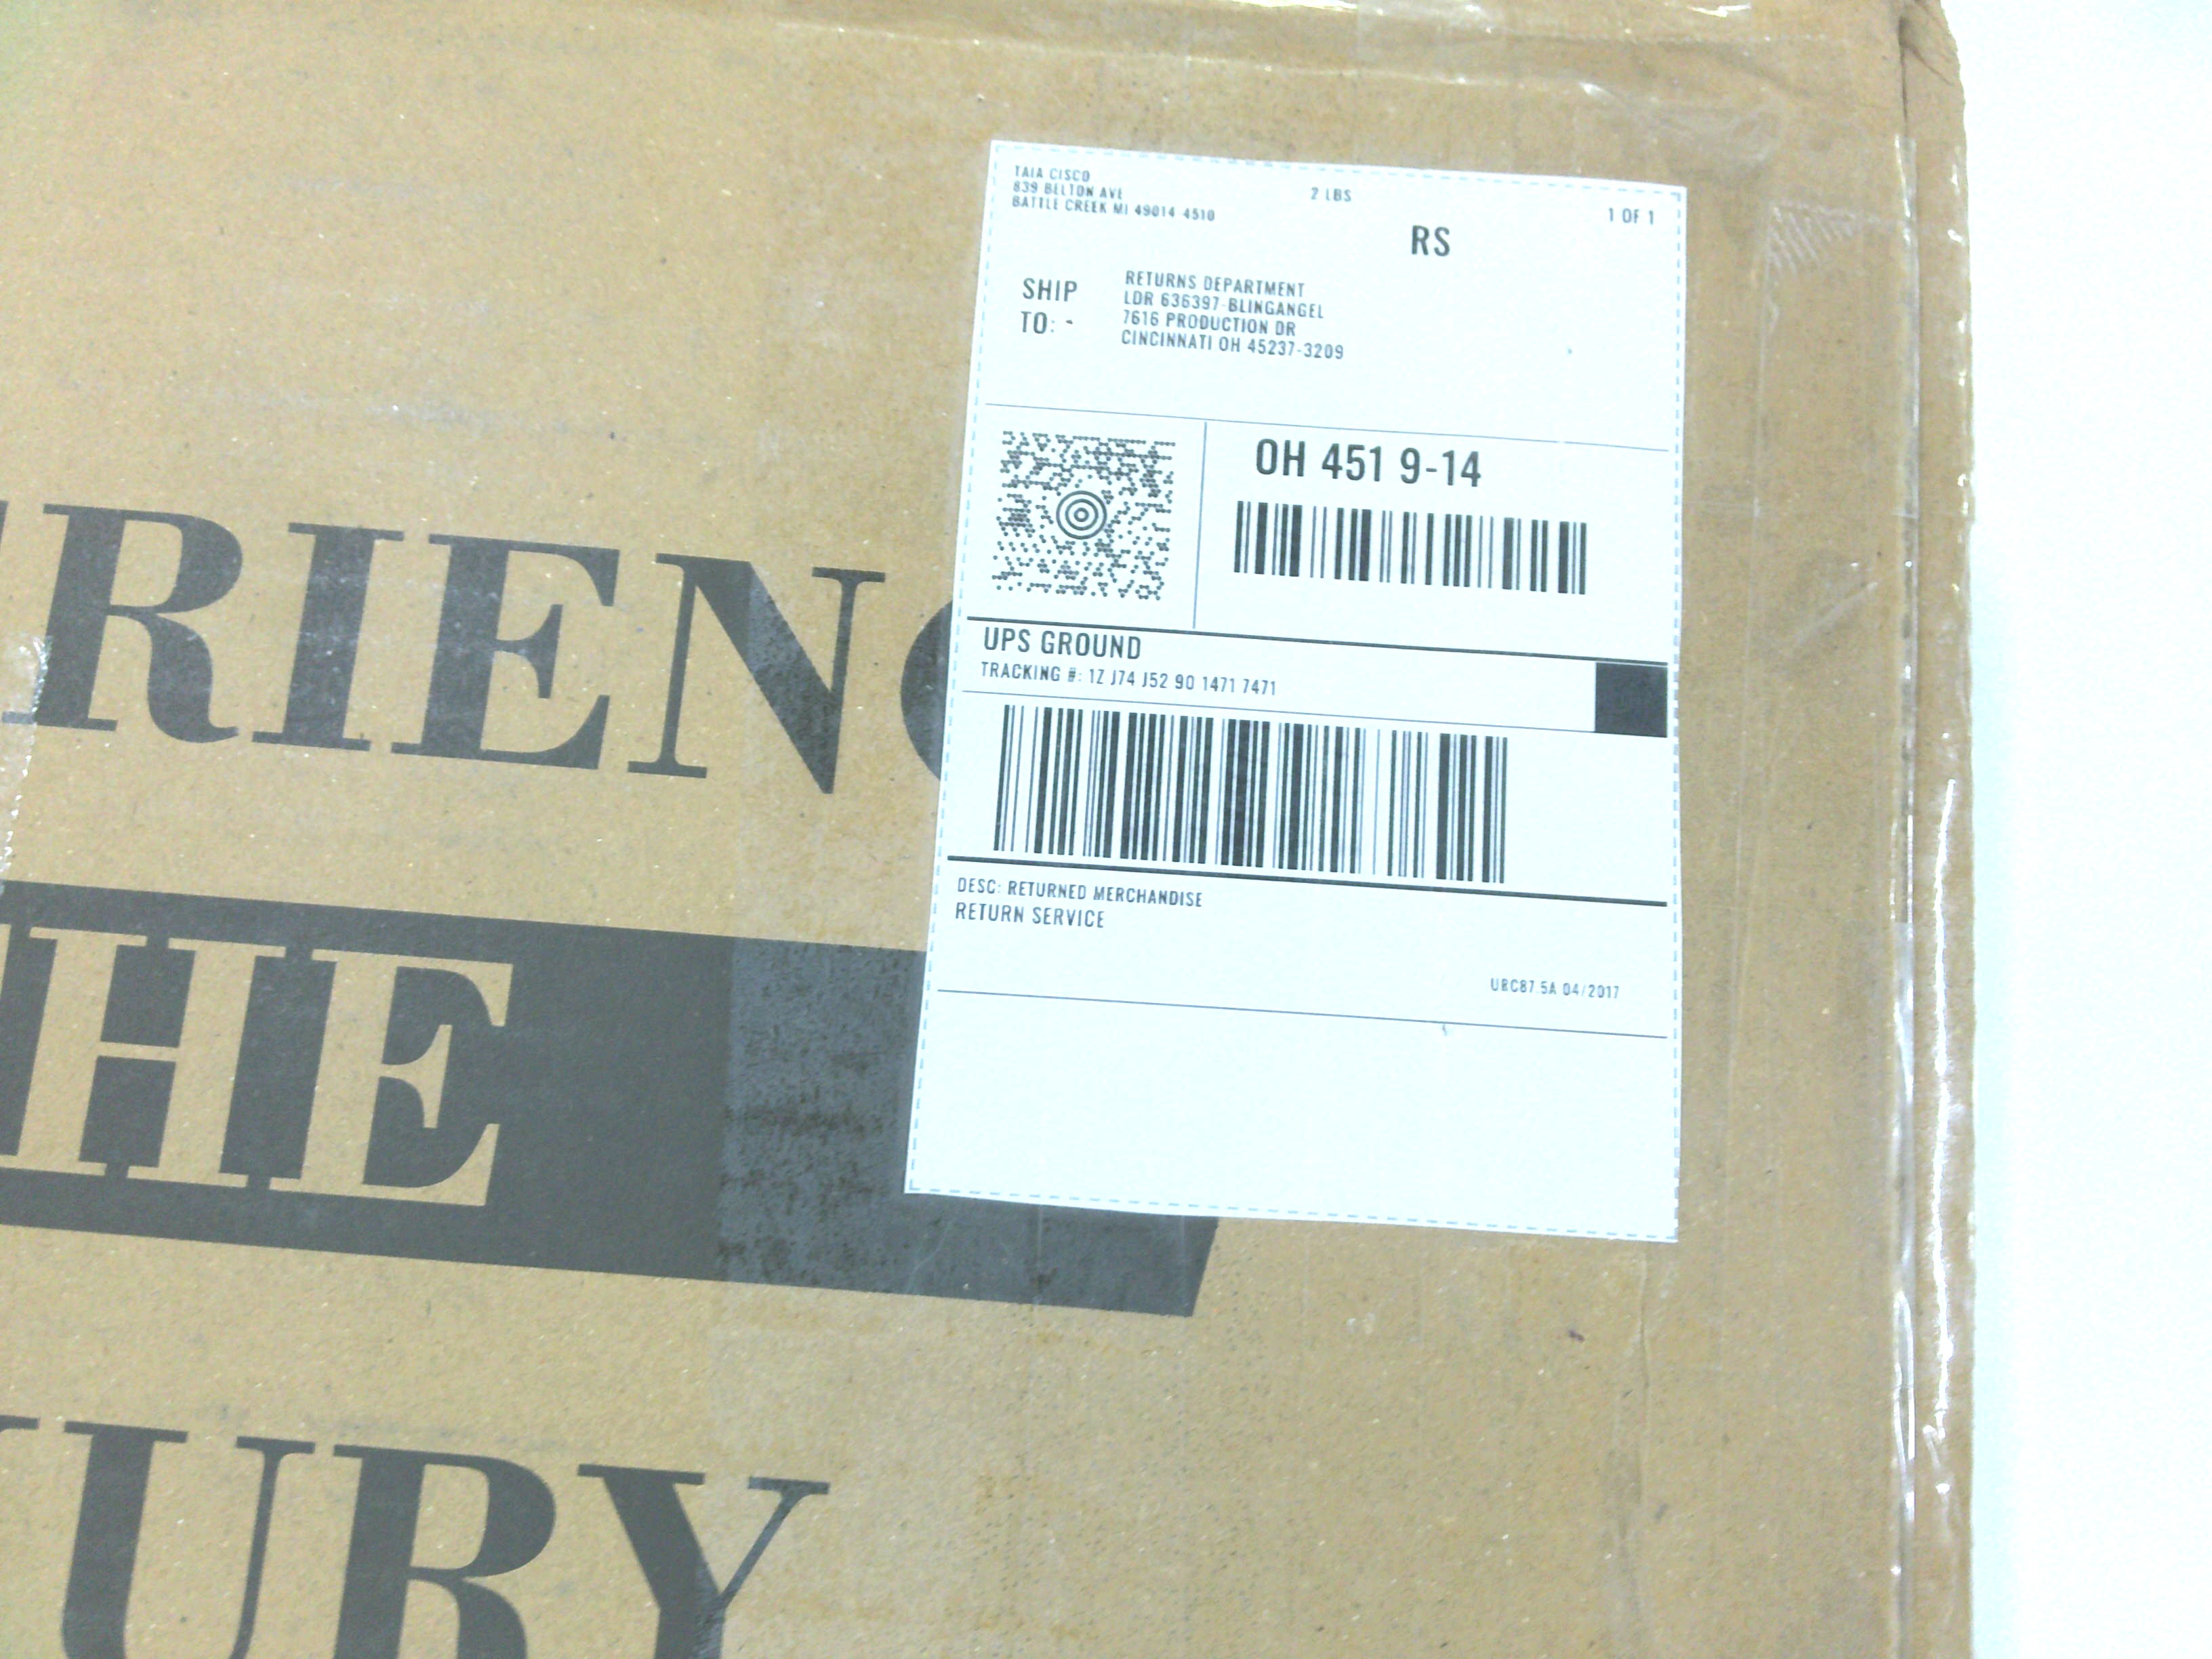 TAIA CISCO
839 BELTON AVE
BATTLE CREEK MI 49014-4510
2 LBS
1 OF 1
RS
SHIP
TO: -
RETURNS DEPARTMENT
LDR 636397-BLINGANGEL
7616 PRODUCTION DR
CINCINNATI OH 45237-3209
OH 451 9-14
UPS GROUND
TRACKING #: 1Z J74 J52 90 1471 7471
DESC: RETURNED MERCHANDISE
RETURN SERVICE
URC87.5A 04/2017
RIEN
HE
URY